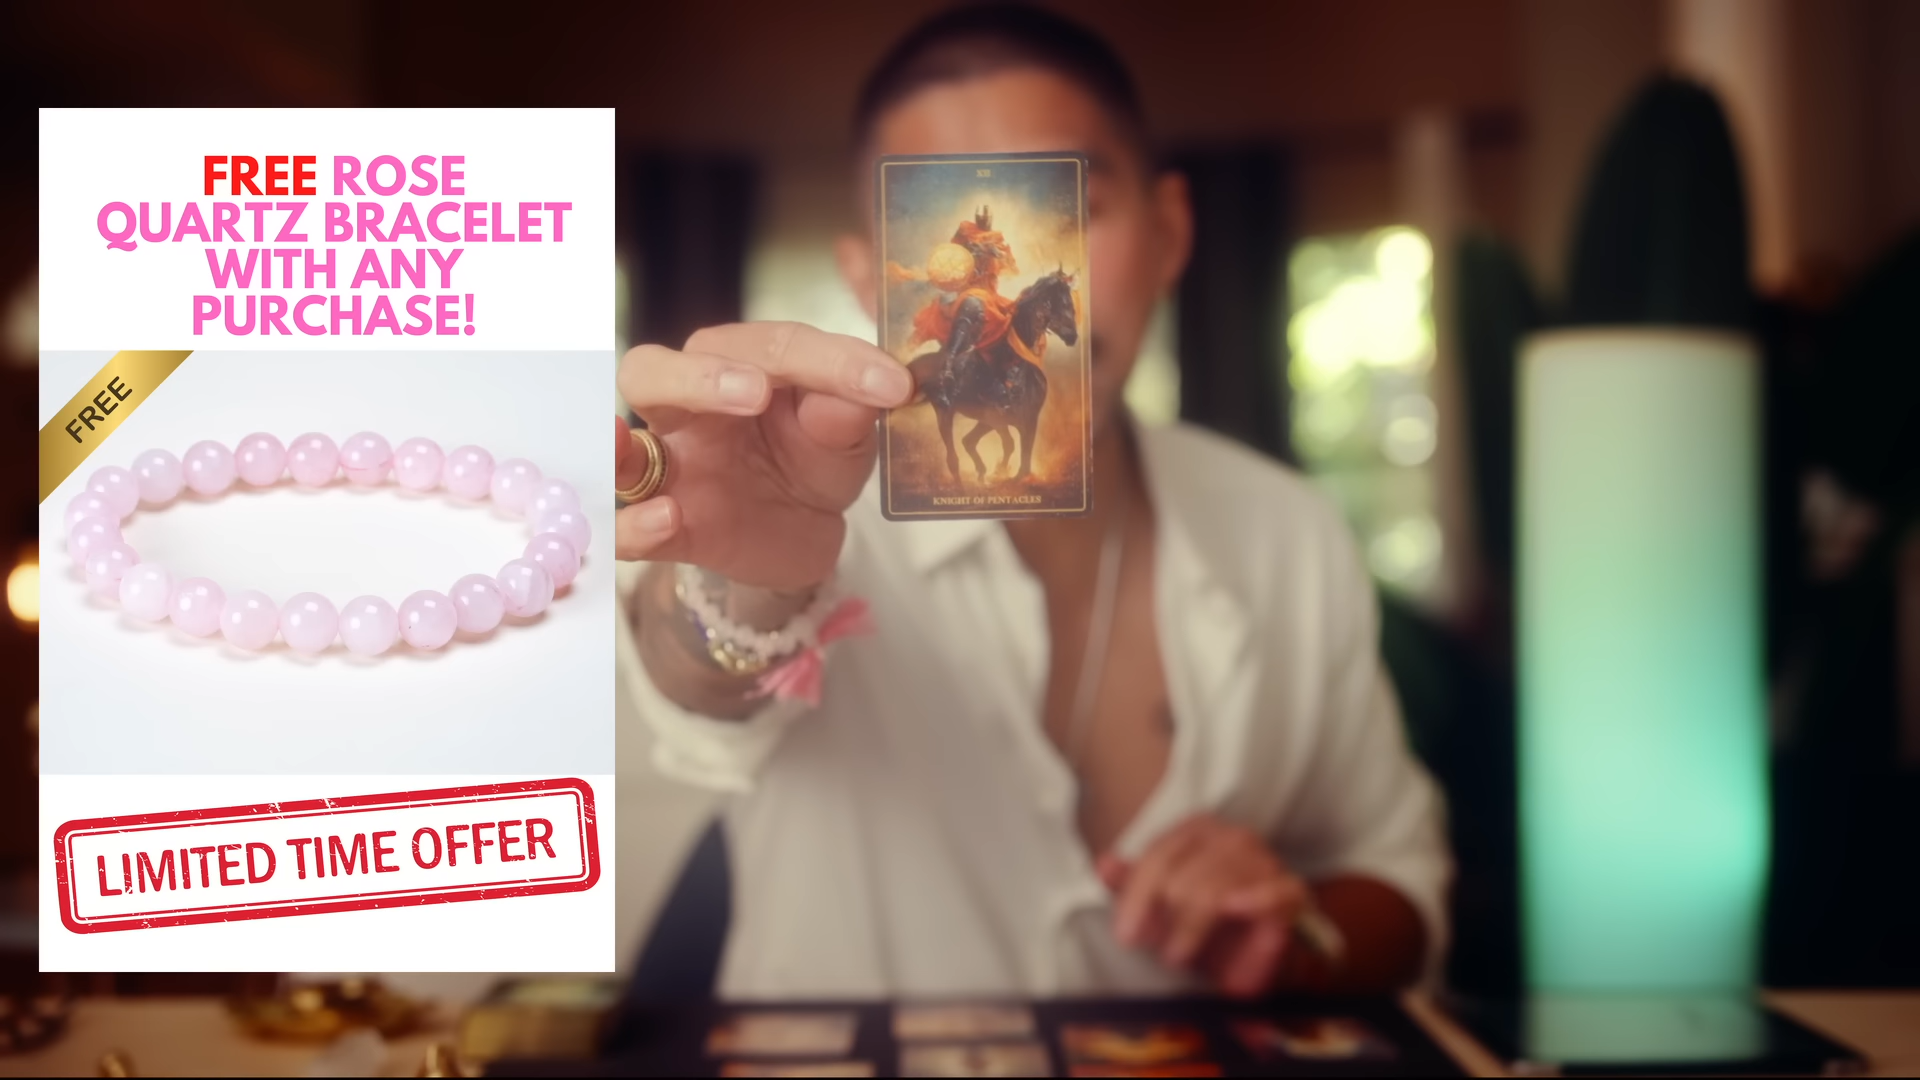 FREE ROSE
QUARTZ BRACELET
WITH ANY
PURCHASE!
FREE
LIMITED TIME OFFER
KNIGHT OF PENTACLES